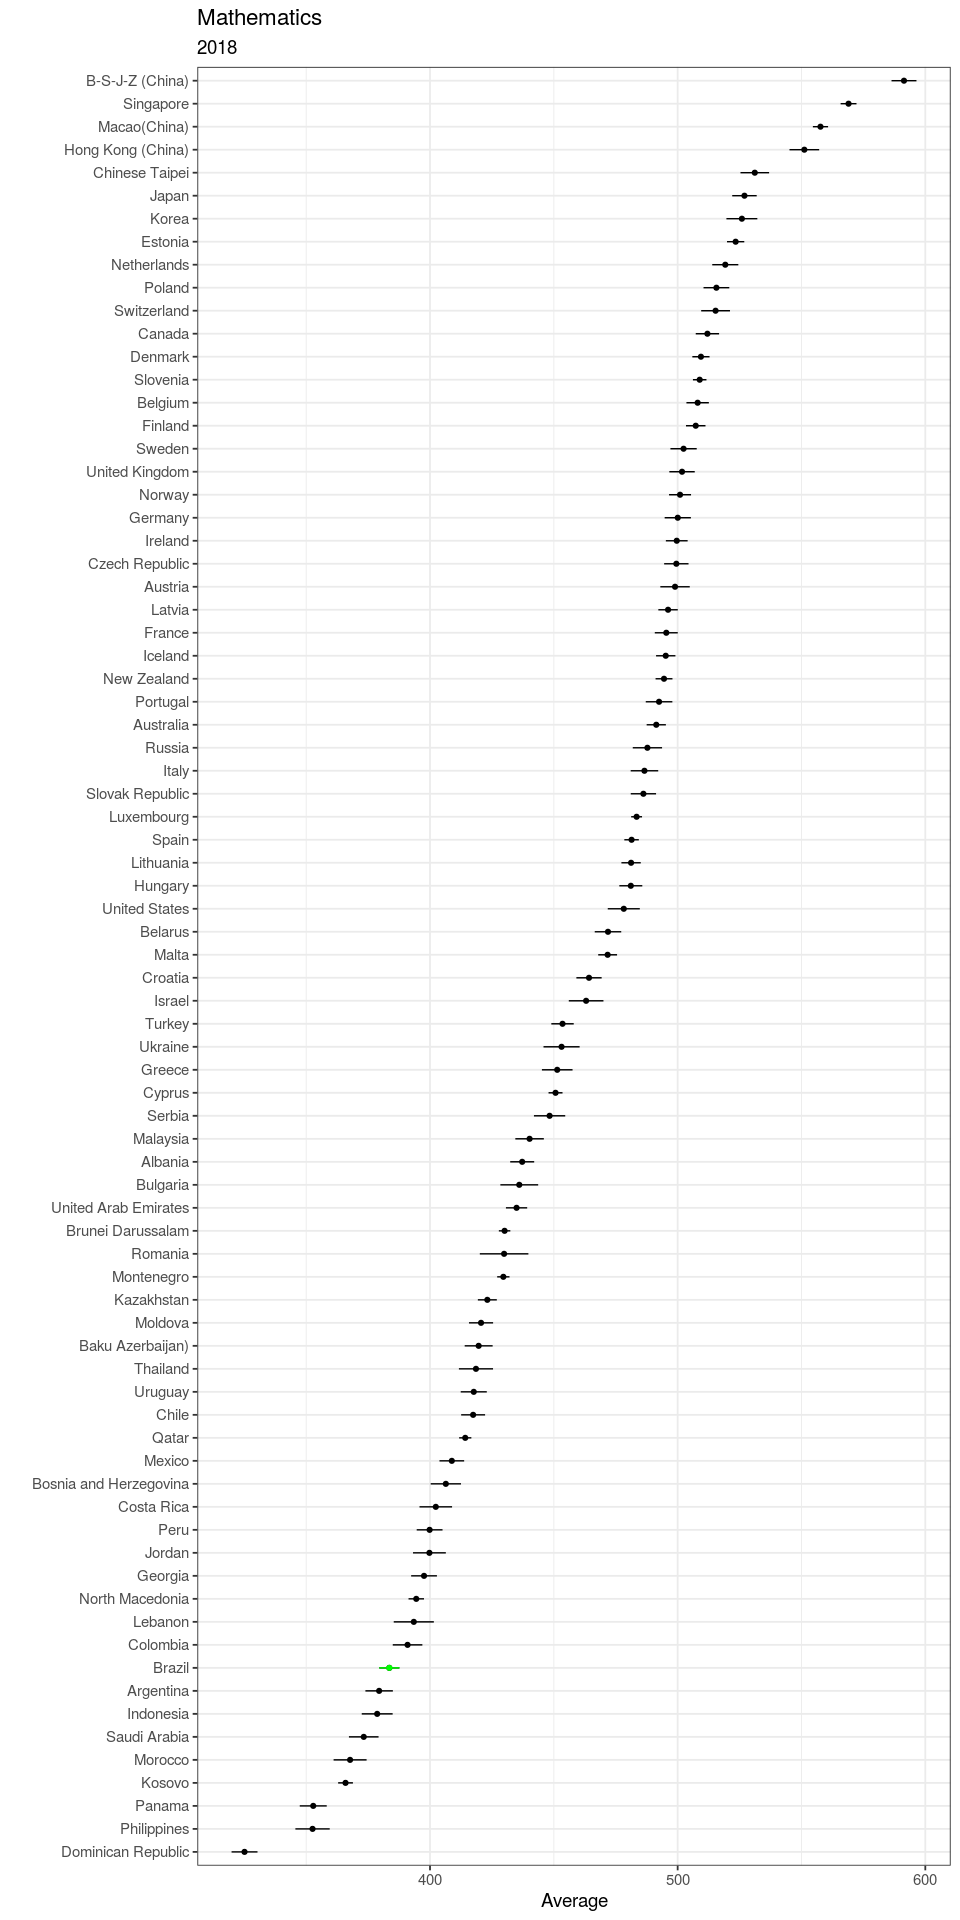 Mathematics
2018
B-S-J-Z (China)
Singapore
Macao(China)
Hong Kong (China)
Chinese Taipei
Japan
Korea
Estonia
Netherlands
Poland
Switzerland
Canada
Denmark
Slovenia
Belgium
Finland
Sweden
United Kingdom
Norway
Germany
Ireland
Czech Republic
Austria
Latvia
France
Iceland
New Zealand
Portugal
Australia
Russia
Italy
Slovak Republic
Luxembourg
Spain
Lithuania
Hungary
United States
Belarus
Malta
Croatia
Israel
Turkey
Ukraine
Greece
Cyprus
Serbia
Malaysia
Albania
Bulgaria
United Arab Emirates
Brunei Darussalam
Romania
Montenegro
Kazakhstan
Moldova
Baku Azerbaijan)
Thailand
Uruguay
Chile
Qatar
Mexico
Bosnia and Herzegovina
Costa Rica
Peru
Jordan
Georgia
North Macedonia
Lebanon
Colombia
Brazil
Argentina
Indonesia
Saudi Arabia
Morocco
Kosovo
Panama
Philippines
Dominican Republic
400 500 600
Average